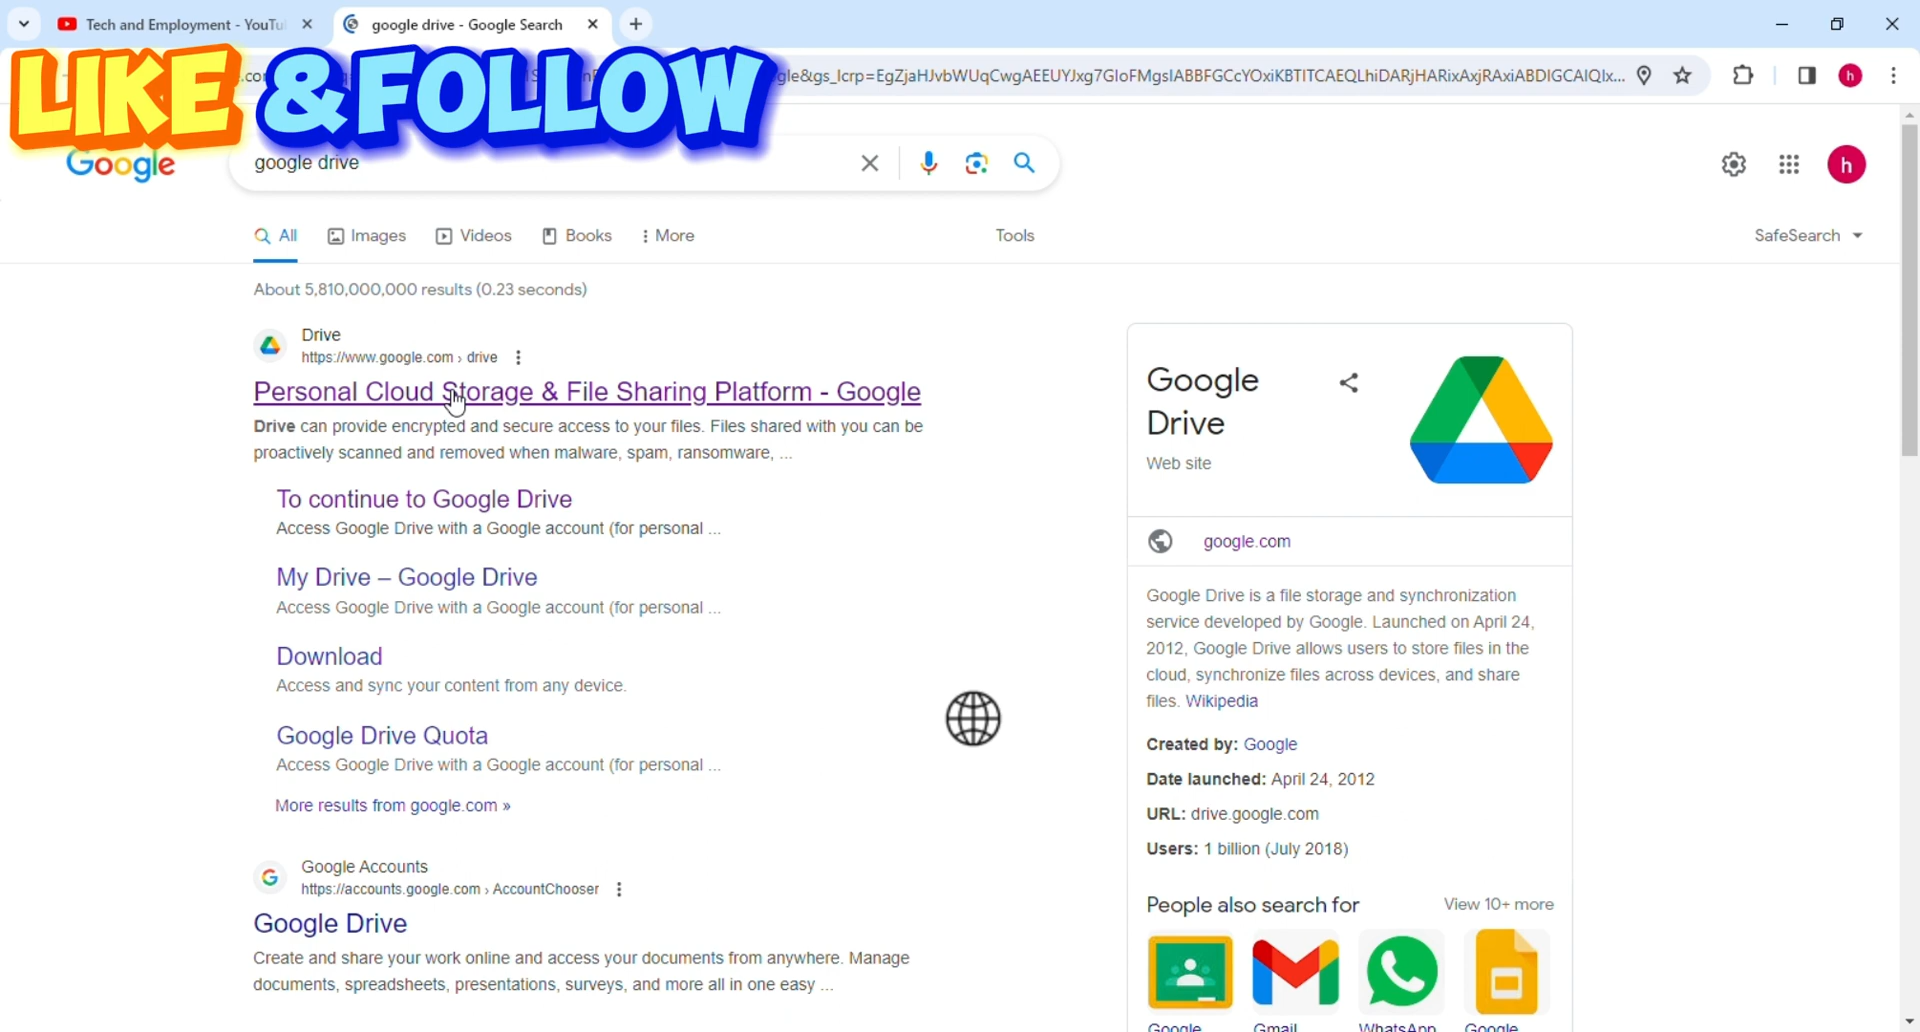 Tech and Employment - YouTu
google drive - Google Search
LIKE &FOLLOW
gle&gs_lcrp=EgZjaHJvbWUqCwgAEEUYJxg7GIoFMgsIABBFGCcYOxiKBTITCAEQLhiDARjHARixAxjRAxiABDIGCAIQIx...
h
Google
google drive
h
All
Images
Videos
Books
More
Tools
SafeSearch
About 5,810,000,000 results (0.23 seconds)
Drive
https://www.google.com › drive
Personal Cloud Storage & File Sharing Platform - Google
Drive can provide encrypted and secure access to your files. Files shared with you can be
proactively scanned and removed when malware, spam, ransomware, ...
To continue to Google Drive
Access Google Drive with a Google account (for personal ...
My Drive – Google Drive
Access Google Drive with a Google account (for personal ...
Download
Access and sync your content from any device.
Google Drive Quota
Access Google Drive with a Google account (for personal ...
More results from google.com »
Google Accounts
https://accounts.google.com › AccountChooser
Google Drive
Create and share your work online and access your documents from anywhere. Manage
documents, spreadsheets, presentations, surveys, and more all in one easy ...
Google
Drive
Web site
google.com
Google Drive is a file storage and synchronization
service developed by Google. Launched on April 24,
2012, Google Drive allows users to store files in the
cloud, synchronize files across devices, and share
files. Wikipedia
Created by: Google
Date launched: April 24, 2012
URL: drive.google.com
Users: 1 billion (July 2018)
People also search for
View 10+ more
Google
Gmail
WhatsApp
Google